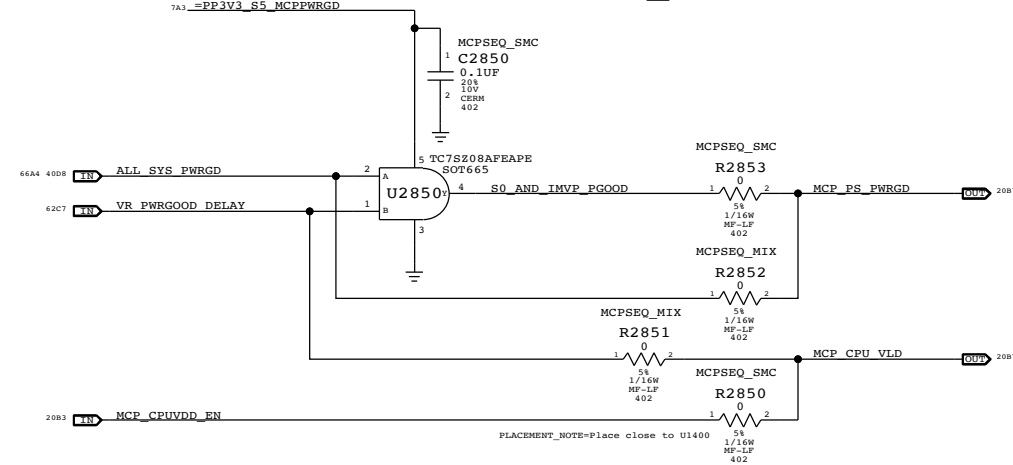 7A3 =PP3V3_S5_MCPPWRGD
MCPSEQ_SMC
1 C2850
0.1UF
20%
10V
2 CERM
402
5 TC7SZ08AFEAPE
SOT665
66A4 40D8 IN ALL_SYS_PWRGD 2 A
U2850 Y 4 S0_AND_IMVP_PGOOD
62C7 IN VR_PWRGOOD_DELAY 1 B
3
MCPSEQ_SMC
R2853
0
1 2 MCP_PS_PWRGD OUT 20B
5%
1/16W
MF-LF
402
MCPSEQ_MIX
R2852
0
1 2
5%
1/16W
MF-LF
402
MCPSEQ_MIX
R2851
0
1 2 MCP_CPU_VLD OUT 20B
5%
1/16W
MF-LF
402
MCPSEQ_SMC
R2850
0
20B3 IN MCP_CPUVDD_EN 1 2
PLACEMENT_NOTE=Place close to U1400
5%
1/16W
MF-LF
402